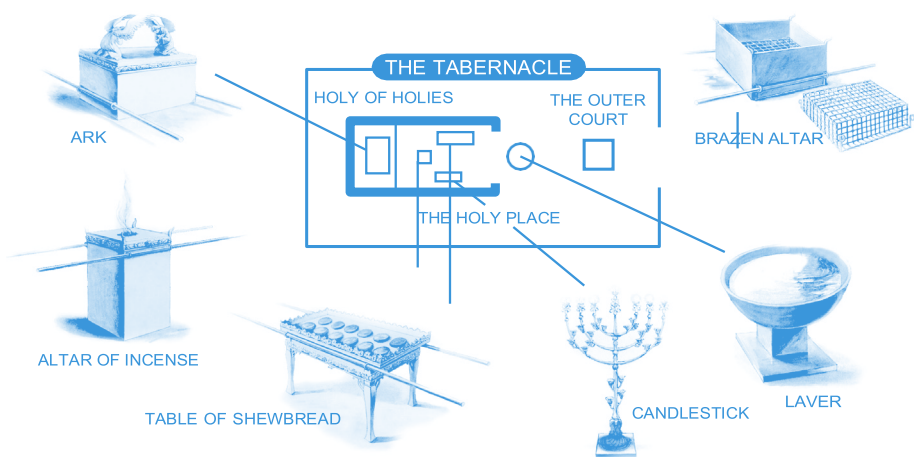 THE TABERNACLE
HOLY OF HOLIES
THE OUTER
COURT
ARK
BRAZEN ALTAR
THE HOLY PLACE
ALTAR OF INCENSE
TABLE OF SHEWBREAD
CANDLESTICK
LAVER